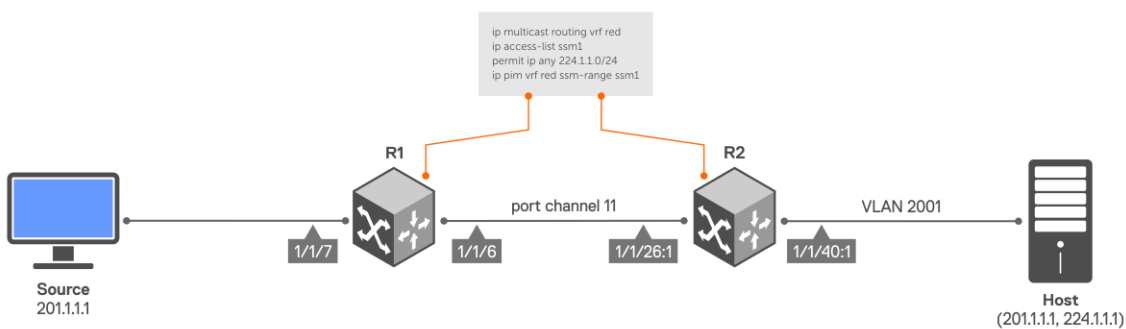 ip multicast routing vrf red
ip access-list ssm1
permit ip any 224.1.1.0/24
ip pim vrf red ssm-range ssm1
R1
R2
port channel 11
VLAN 2001
1/1/7
1/1/6
1/1/26:1
1/1/40:1
Source
201.1.1.1
Host
(201.1.1.1, 224.1.1.1)